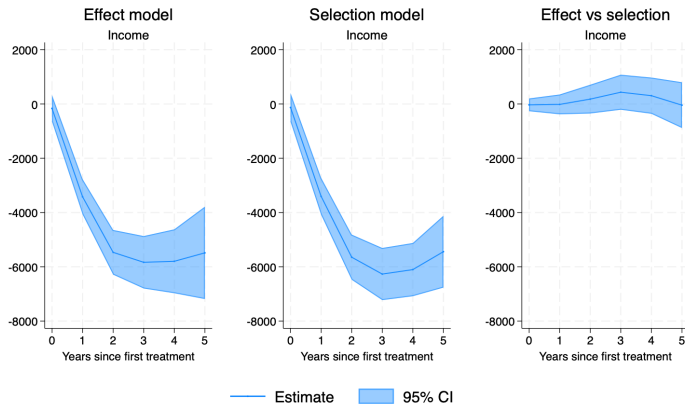 Effect model
Income
2000
0
-2000
-4000
-6000
-8000
0 1 2 3 4 5
Years since first treatment
Selection model
Income
2000
0
-2000
-4000
-6000
-8000
0 1 2 3 4 5
Years since first treatment
Effect vs selection
Income
2000
0
-2000
-4000
-6000
-8000
0 1 2 3 4 5
Years since first treatment
Estimate 95% CI